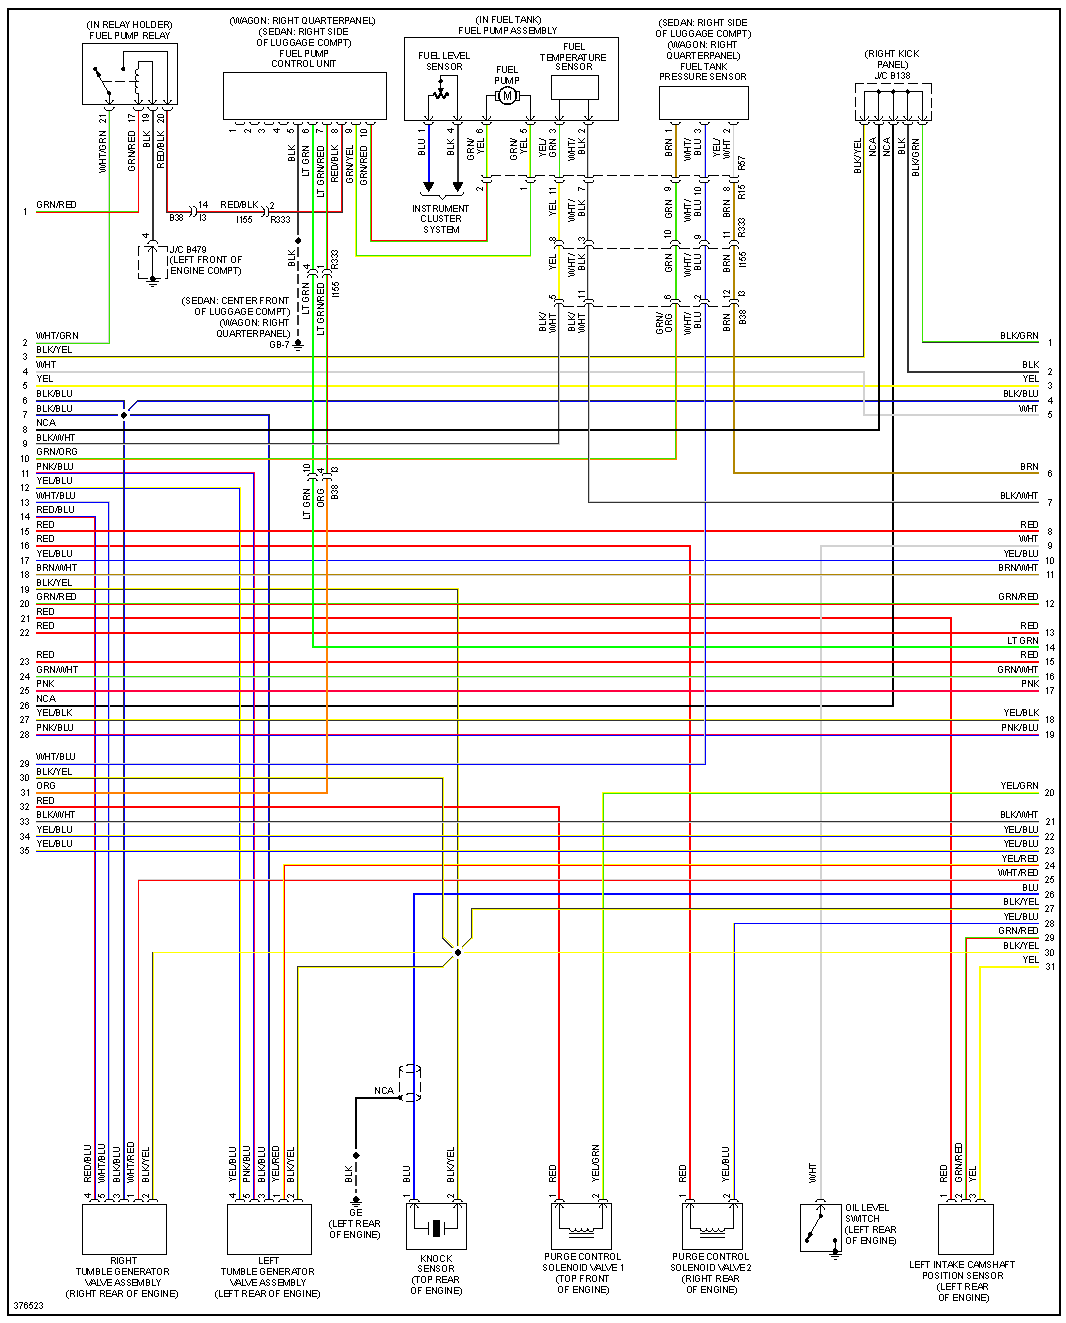 (IN RELAY HOLDER)
FUEL PUMP RELAY
(WAGON: RIGHT QUARTERPANEL)
(SEDAN: RIGHT SIDE
OF LUGGAGE COMPT)
FUEL PUMP
CONTROL UNIT
(IN FUEL TANK)
FUEL PUMP ASSEMBLY
FUEL LEVEL
SENSOR
FUEL
PUMP
M
FUEL
TEMPERATURE
SENSOR
(SEDAN: RIGHT SIDE
OF LUGGAGE COMPT)
(WAGON: RIGHT
QUARTERPANEL)
FUEL TANK
PRESSURE SENSOR
(RIGHT KICK
PANEL)
J/C B138
21 17 19 20
WHT/GRN
GRN/RED
BLK
RED/BLK
1 2 3 4 5 6 7 8 9 10
BLK
LT GRN
LT GRN/RED
RED/BLK
GRN/YEL
GRN/RED
1 4 6 5 3 2
BLU
BLK
GRN/
YEL
GRN/
YEL
YEL/
GRN
WHT/
BLK
1 3 2
BRN
WHT/
BLU
YEL/
WHT
R57
BLK/YEL
NCA
NCA
BLK
BLK/GRN
2 1 11 7 9 10 8
R15
INSTRUMENT
CLUSTER
SYSTEM
YEL
WHT/
BLK
GRN
WHT/
BLU
BRN
8 3 10 9 11
R333
I155
YEL
WHT/
BLK
GRN
WHT/
BLU
BRN
5 11 6 2 12
I3
B38
BLK/
WHT
BLK/
WHT
GRN/
ORG
WHT/
BLU
BRN
1 GRN/RED
B38
14
I3
RED/BLK
I155
2
R333
4
J/C B479
(LEFT FRONT OF
ENGINE COMPT)
BLK
4 1
R333
I155
LT GRN
LT GRN/RED
(SEDAN: CENTER FRONT
OF LUGGAGE COMPT)
(WAGON: RIGHT
QUARTERPANEL)
GB-7
10 4
I3
B38
LT GRN
ORG
2 WHT/GRN
3 BLK/YEL
4 WHT
5 YEL
6 BLK/BLU
7 BLK/BLU
8 NCA
9 BLK/WHT
10 GRN/ORG
11 PNK/BLU
12 YEL/BLU
13 WHT/BLU
14 RED/BLU
15 RED
16 RED
17 YEL/BLU
18 BRN/WHT
19 BLK/YEL
20 GRN/RED
21 RED
22 RED
23 RED
24 GRN/WHT
25 PNK
26 NCA
27 YEL/BLK
28 PNK/BLU
29 WHT/BLU
30 BLK/YEL
31 ORG
32 RED
33 BLK/WHT
34 YEL/BLU
35 YEL/BLU
BLK/GRN 1
BLK 2
YEL 3
BLK/BLU 4
WHT 5
BRN 6
BLK/WHT 7
RED 8
WHT 9
YEL/BLU 10
BRN/WHT 11
GRN/RED 12
RED 13
LT GRN 14
RED 15
GRN/WHT 16
PNK 17
YEL/BLK 18
PNK/BLU 19
YEL/GRN 20
BLK/WHT 21
YEL/BLU 22
YEL/BLU 23
YEL/RED 24
WHT/RED 25
BLU 26
BLK/YEL 27
YEL/BLU 28
GRN/RED 29
BLK/YEL 30
YEL 31
NCA
BLK
GE
(LEFT REAR
OF ENGINE)
RED/BLU
WHT/BLU
BLK/BLU
WHT/RED
BLK/YEL
4 5 3 1 2
RIGHT
TUMBLE GENERATOR
VALVE ASSEMBLY
(RIGHT REAR OF ENGINE)
YEL/BLU
PNK/BLU
BLK/BLU
YEL/RED
BLK/YEL
4 5 3 1 2
LEFT
TUMBLE GENERATOR
VALVE ASSEMBLY
(LEFT REAR OF ENGINE)
BLU
BLK/YEL
1 2
KNOCK
SENSOR
(TOP REAR
OF ENGINE)
RED
YEL/GRN
1 2
PURGE CONTROL
SOLENOID VALVE 1
(TOP FRONT
OF ENGINE)
RED
YEL/BLU
1 2
PURGE CONTROL
SOLENOID VALVE 2
(RIGHT REAR
OF ENGINE)
WHT
OIL LEVEL
SWITCH
(LEFT REAR
OF ENGINE)
RED
GRN/RED
YEL
1 2 3
LEFT INTAKE CAMSHAFT
POSITION SENSOR
(LEFT REAR
OF ENGINE)
376523